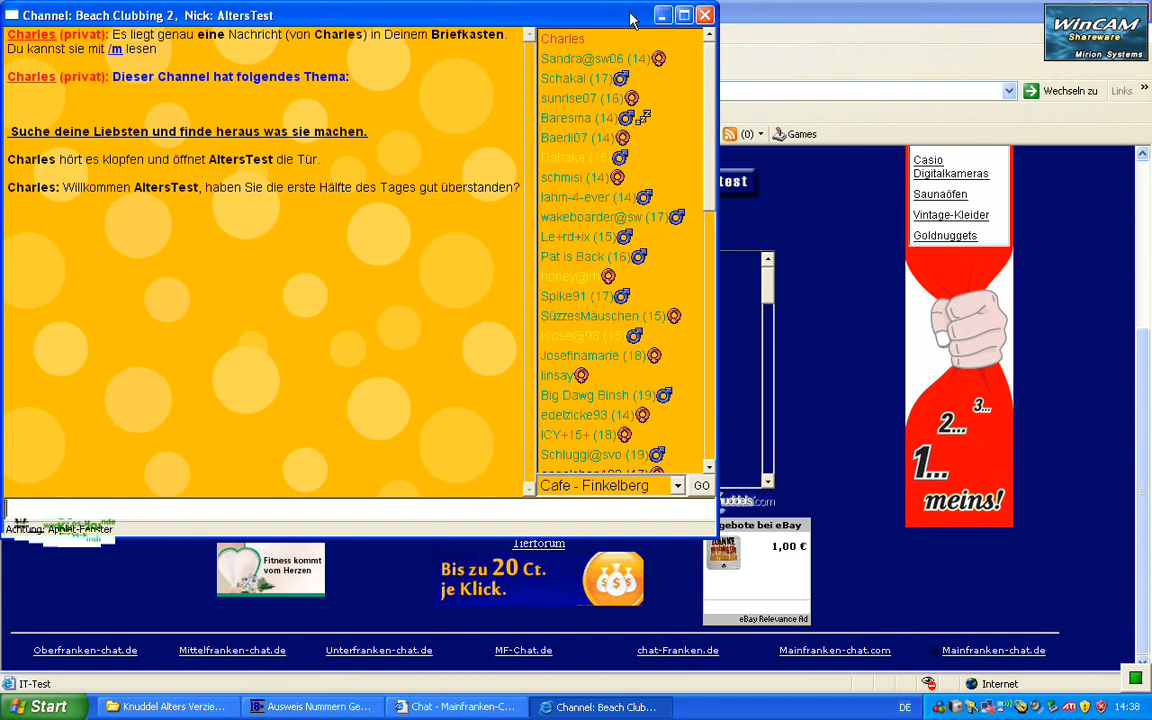 Channel: Beach Clubbing 2, Nick: AltersTest
WinCAM
Shareware
Mirion Systems
Charles (privat): Es liegt genau eine Nachricht (von Charles) in Deinem Briefkasten.
Du kannst sie mit /m lesen
Charles (privat): Dieser Channel hat folgendes Thema:
Suche deine Liebsten und finde heraus was sie machen.
Charles hört es klopfen und öffnet AltersTest die Tür.
Charles: Willkommen AltersTest, haben Sie die erste Hälfte des Tages gut überstanden?
Charles
Sandra@sw06 (14)
Schakal (17)
sunrise07 (16)
Baresma (14)
Baerli07 (14)
Danaka (15)
schmisi (14)
lahm-4-ever (14)
wakeboarder@sw (17)
Le+rd+ix (15)
Pat is Back (16)
Spike91 (17)
SüzzesMäuschen (15)
Klose@93 (15)
Josefinamarie (18)
linsay
Big Dawg Binsh (19)
edelzicke93 (14)
ICY+15+ (18)
Schluggi@svo (19)
Cafe - Finkelberg
GO
Achtung: Applet-Fenster
Wechseln zu
Links
»
(0)
Games
test
Casio
Digitalkameras
Saunaöfen
Vintage-Kleider
Goldnuggets
3...
2...
1...
meins!
Tierforum
Fitness kommt
vom Herzen
Bis zu 20 Ct.
je Klick.
gebote bei eBay
1,00 €
eBay Relevance Ad
Oberfranken-chat.de
Mittelfranken-chat.de
Unterfranken-chat.de
MF-Chat.de
chat-Franken.de
Mainfranken-chat.com
Mainfranken-chat.de
IT-Test
Internet
Start
Knuddel Alters Verzie...
Ausweis Nummern Ge...
Chat - Mainfranken-C...
Channel: Beach Club...
DE
14:38